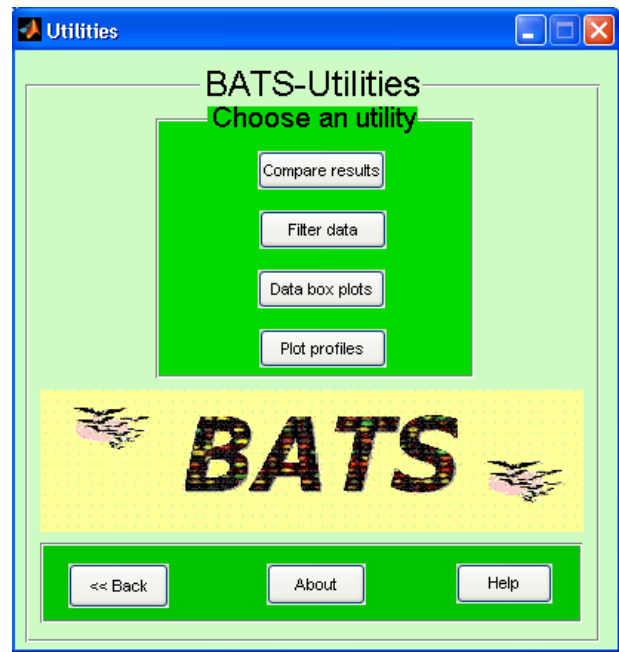 Utilities
BATS-Utilities
Choose an utility
Compare results
Filter data
Data box plots
Plot profiles
BATS
<< Back
About
Help